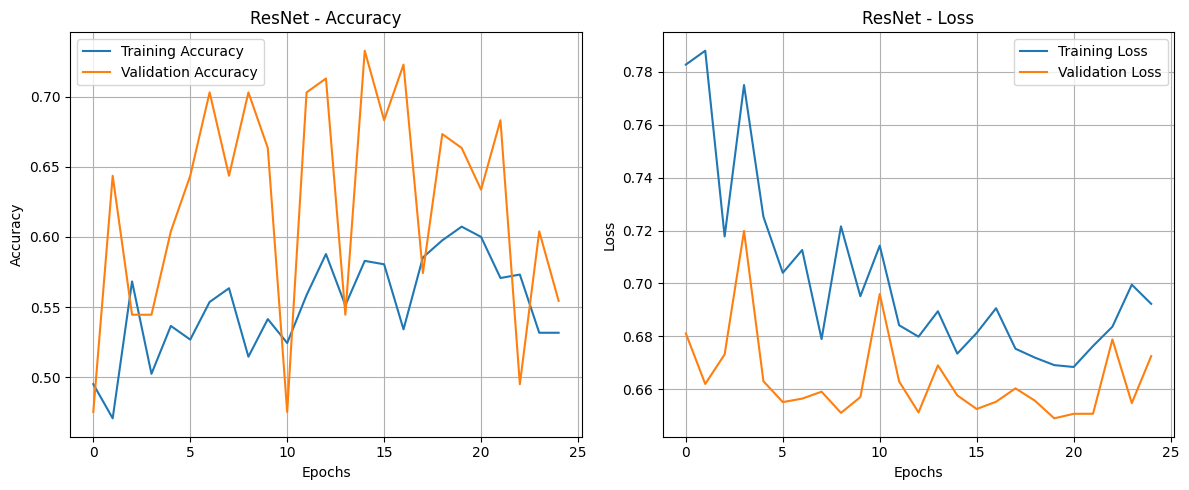 ResNet - Accuracy
Training Accuracy
Validation Accuracy
Accuracy
0.70
0.65
0.60
0.55
0.50
0
5
10
15
20
25
Epochs
ResNet - Loss
Training Loss
Validation Loss
Loss
0.78
0.76
0.74
0.72
0.70
0.68
0.66
0
5
10
15
20
25
Epochs